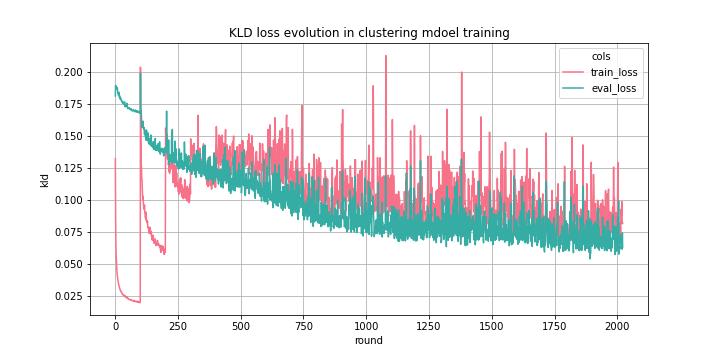 KLD loss evolution in clustering mdoel training
cols
train_loss
eval_loss
kld
0.200
0.175
0.150
0.125
0.100
0.075
0.050
0.025
0 250 500 750 1000 1250 1500 1750 2000
round